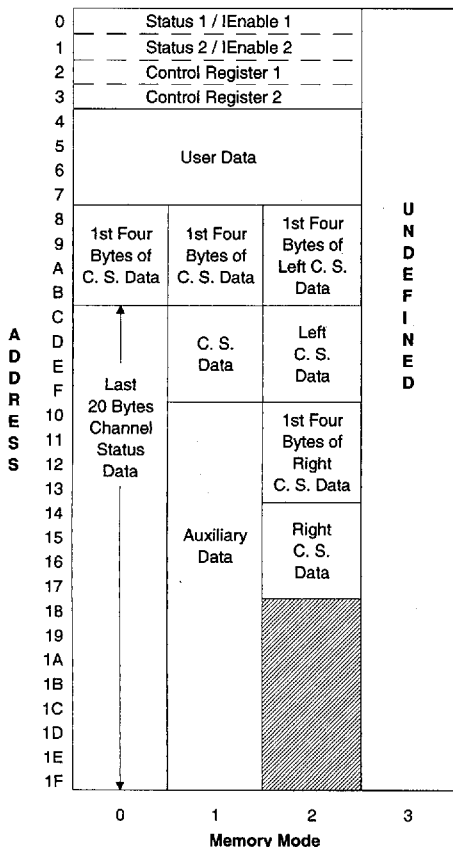 0
Status 1 / IEnable 1
1
Status 2 / IEnable 2
2
Control Register 1
3
Control Register 2
4
5
6
7
User Data
8
9
A
B
1st Four
Bytes of
C. S. Data
1st Four
Bytes of
C. S. Data
1st Four
Bytes of
Left C. S.
Data
C
D
E
F
Last
20 Bytes
Channel
Status
Data
C. S.
Data
Left
C. S.
Data
10
11
12
13
1st Four
Bytes of
Right
C. S. Data
14
15
16
17
Auxiliary
Data
Right
C. S.
Data
18
19
1A
1B
1C
1D
1E
1F
UNDEFINED
ADDRESS
0 1 2 3
Memory Mode